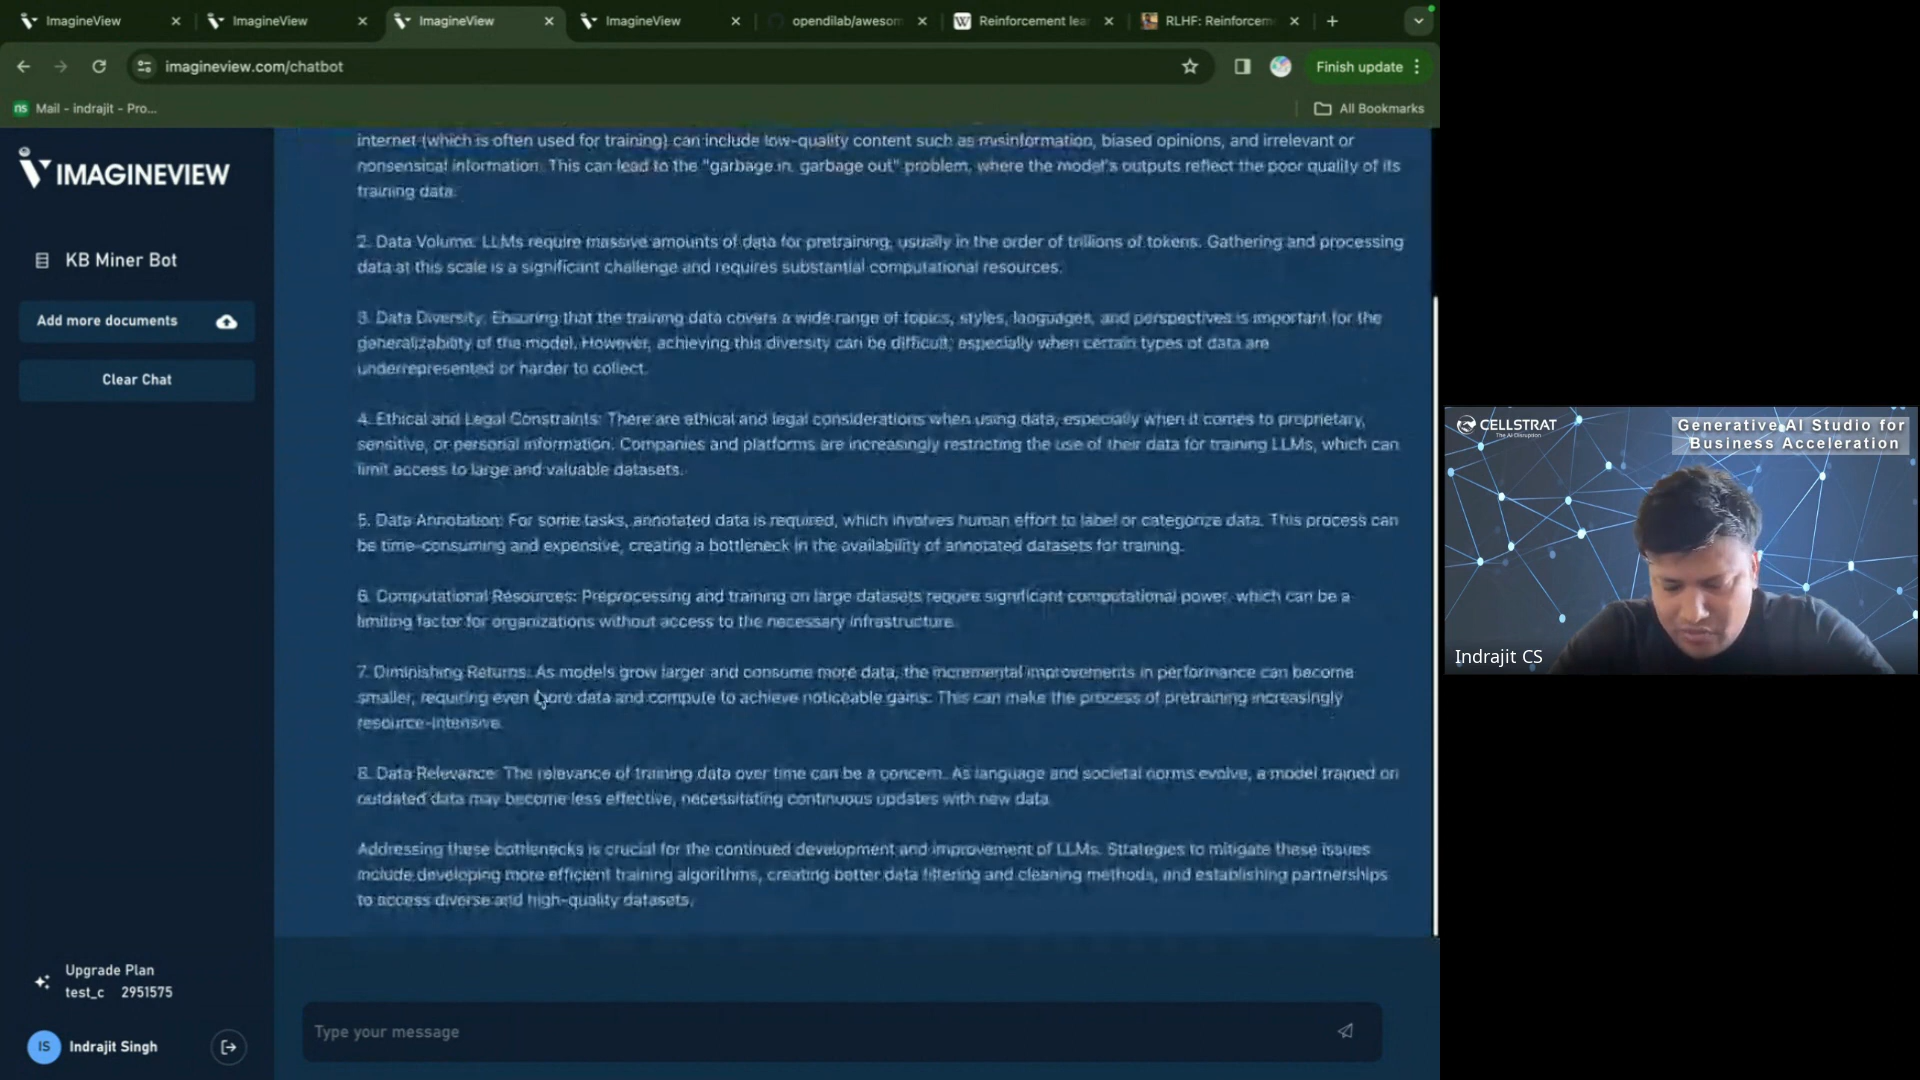 ImagineView
ImagineView
ImagineView
ImagineView
opendilab/awesom
Reinforcement lea
RLHF: Reinforcem
imagineview.com/chatbot
Finish update
Mail - indrajit - Pro...
All Bookmarks
IMAGINEVIEW
KB Miner Bot
Add more documents
Clear Chat
internet (which is often used for training) can include low-quality content such as misinformation, biased opinions, and irrelevant or
nonsensical information. This can lead to the "garbage in, garbage out" problem, where the model's outputs reflect the poor quality of its
training data.
2. Data Volume: LLMs require massive amounts of data for pretraining, usually in the order of trillions of tokens. Gathering and processing
data at this scale is a significant challenge and requires substantial computational resources.
3. Data Diversity: Ensuring that the training data covers a wide range of topics, styles, languages, and perspectives is important for the
generalizability of the model. However, achieving this diversity can be difficult, especially when certain types of data are
underrepresented or harder to collect.
4. Ethical and Legal Constraints: There are ethical and legal considerations when using data, especially when it comes to proprietary,
sensitive, or personal information. Companies and platforms are increasingly restricting the use of their data for training LLMs, which can
limit access to large and valuable datasets.
5. Data Annotation: For some tasks, annotated data is required, which involves human effort to label or categorize data. This process can
be time-consuming and expensive, creating a bottleneck in the availability of annotated datasets for training.
6. Computational Resources: Preprocessing and training on large datasets require significant computational power, which can be a
limiting factor for organizations without access to the necessary infrastructure.
7. Diminishing Returns: As models grow larger and consume more data, the incremental improvements in performance can become
smaller, requiring even more data and compute to achieve noticeable gains. This can make the process of pretraining increasingly
resource-intensive.
8. Data Relevance: The relevance of training data over time can be a concern. As language and societal norms evolve, a model trained on
outdated data may become less effective, necessitating continuous updates with new data.
Addressing these bottlenecks is crucial for the continued development and improvement of LLMs. Strategies to mitigate these issues
include developing more efficient training algorithms, creating better data filtering and cleaning methods, and establishing partnerships
to access diverse and high-quality datasets.
Upgrade Plan
test_c 2951575
IS Indrajit Singh
Type your message
CELLSTRAT
The AI Disruption
Generative AI Studio for
Business Acceleration
Indrajit CS